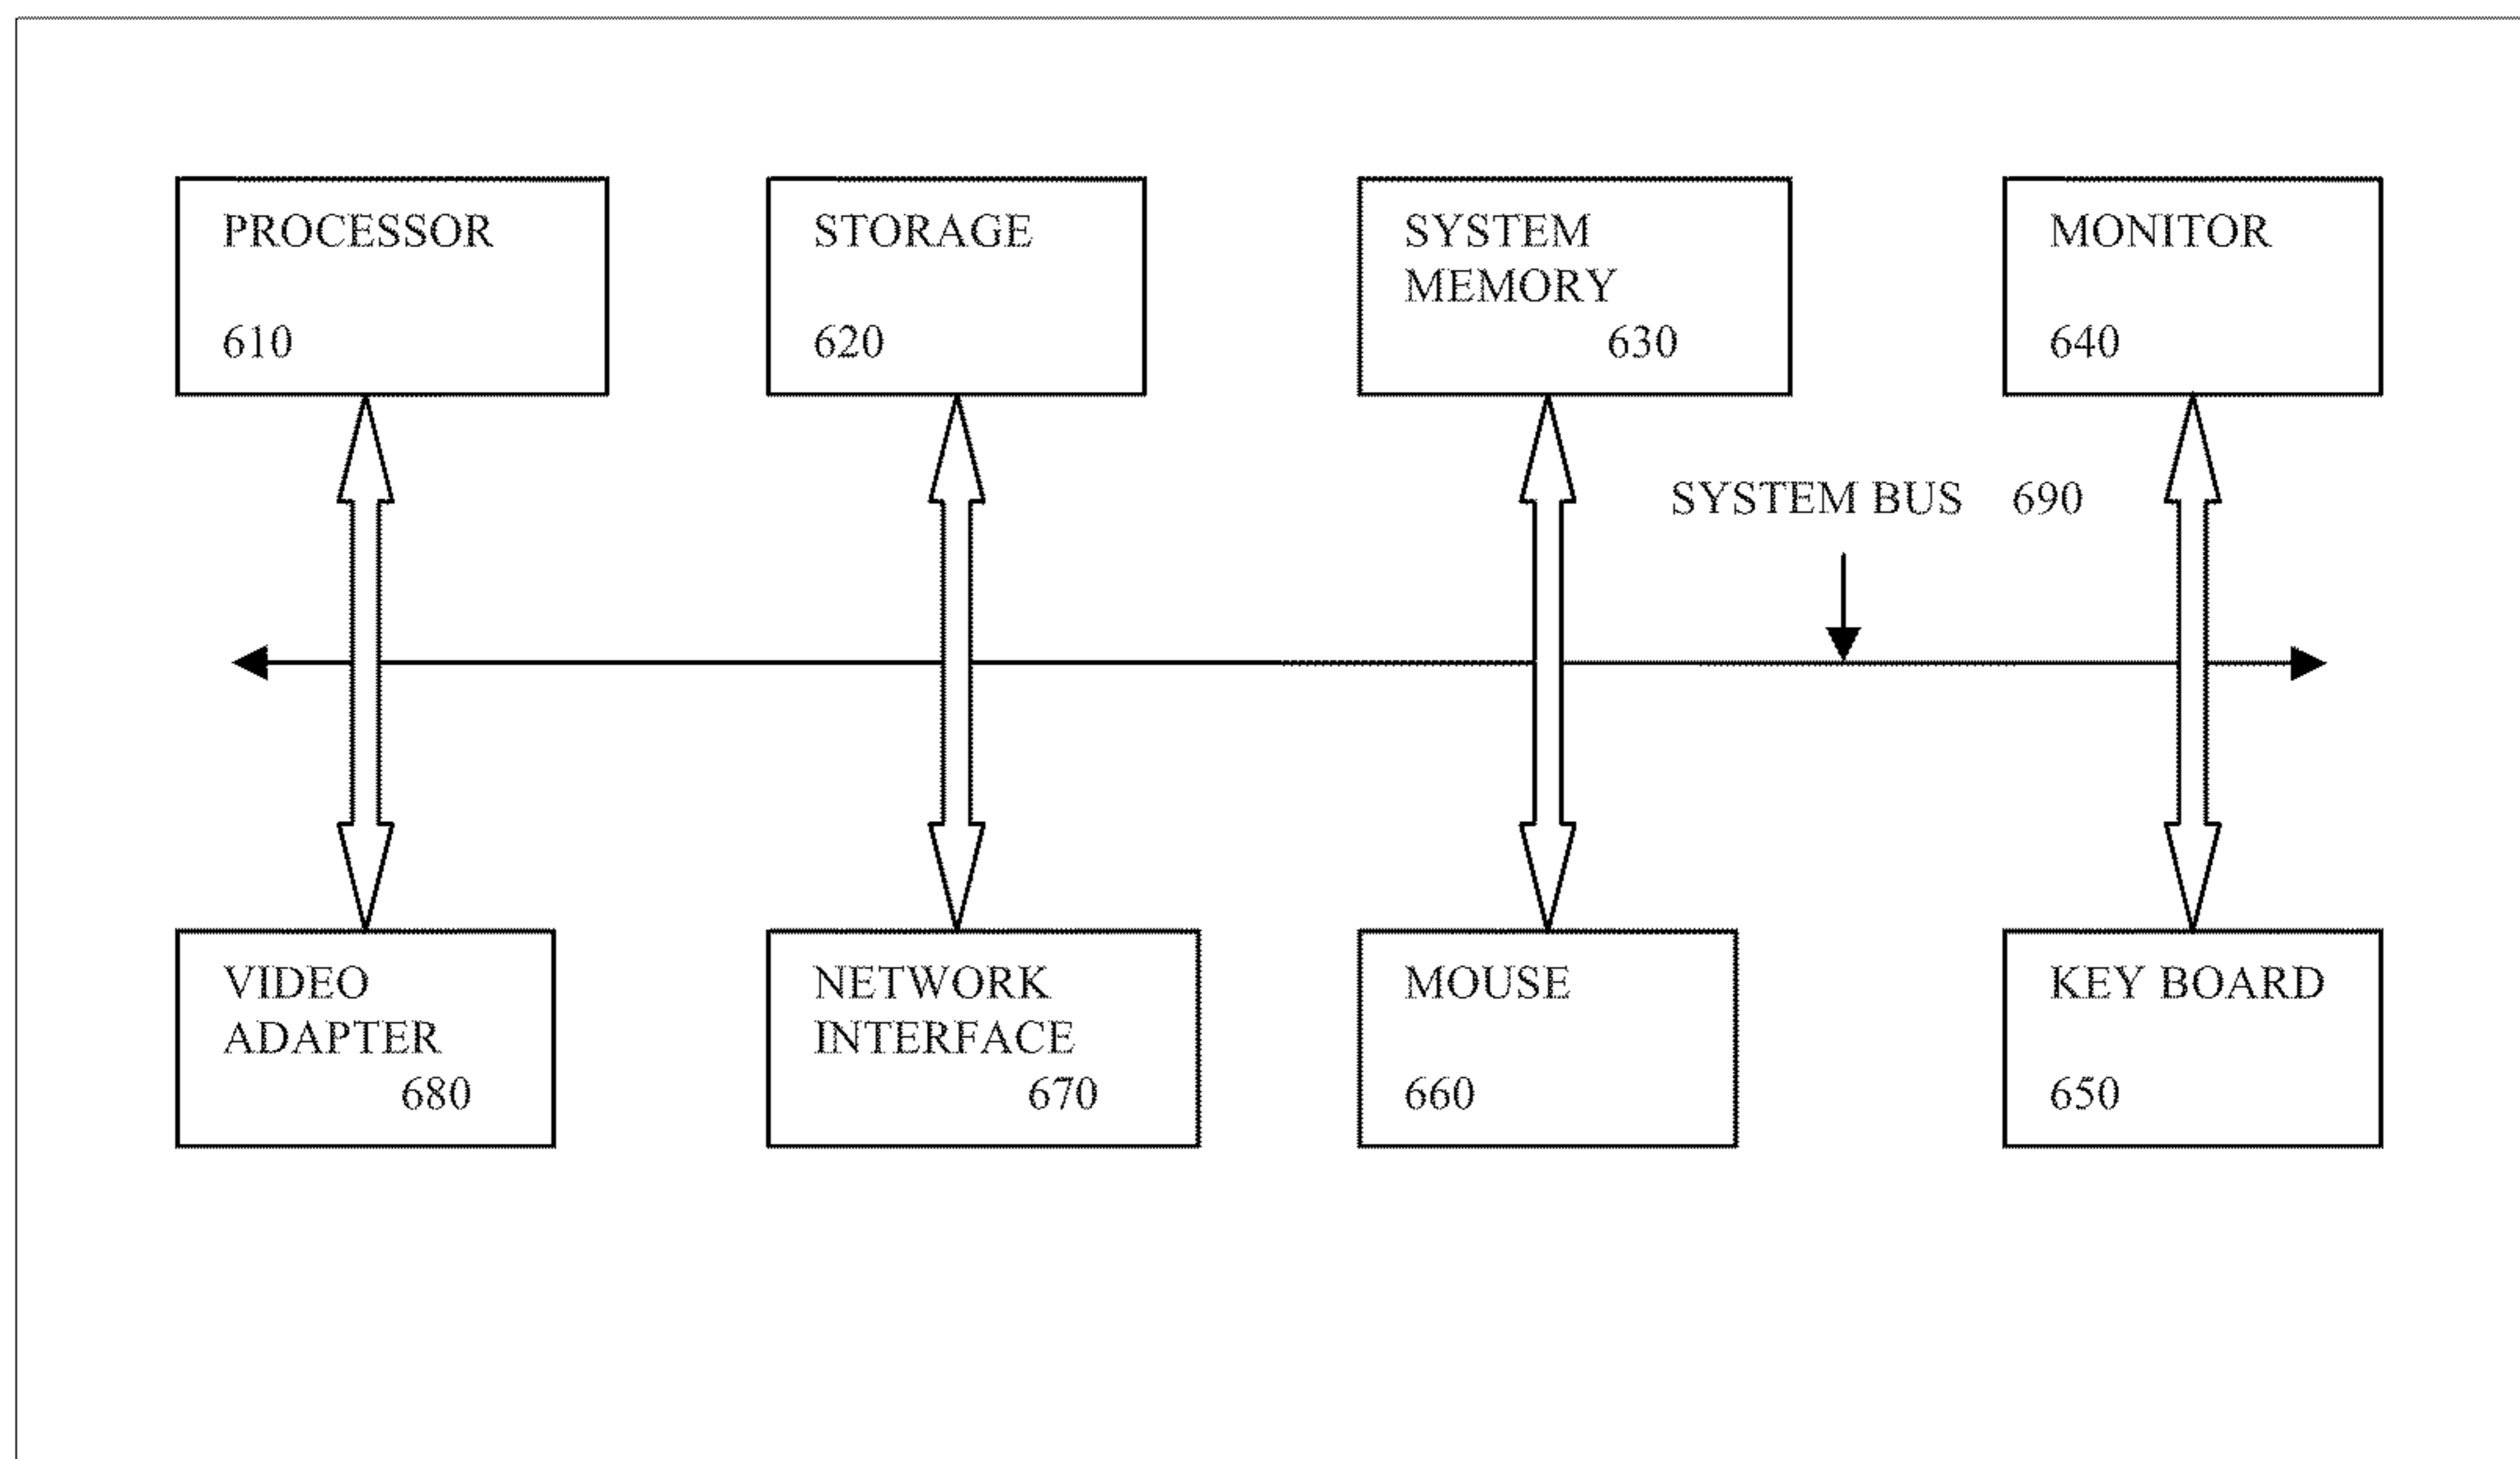 PROCESSOR
610
STORAGE
620
SYSTEM
MEMORY
630
MONITOR
640
SYSTEM BUS 690
VIDEO
ADAPTER
680
NETWORK
INTERFACE
670
MOUSE
660
KEY BOARD
650